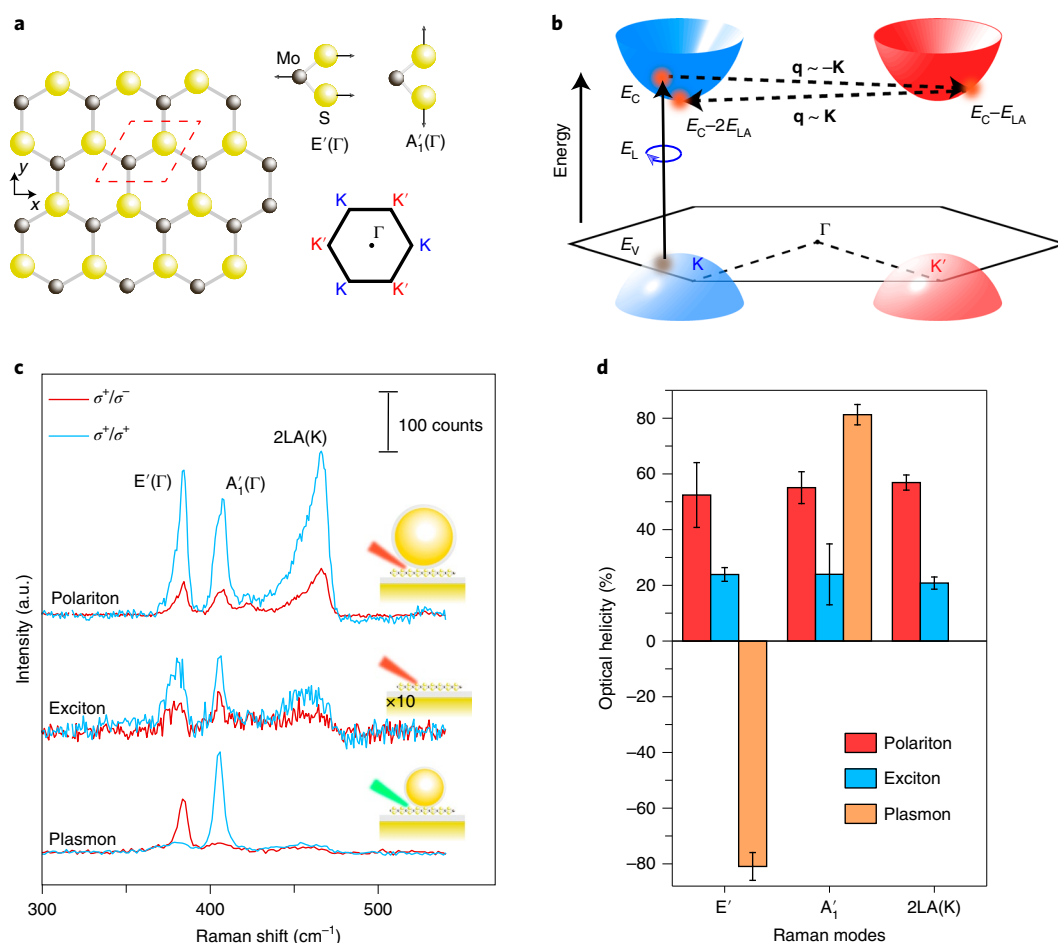 a
Mo
S
E′(Γ)
A′₁(Γ)
y
x
K
K′
K′
Γ
K
K
K′
b
Energy
E_C
q ~ −K
q ~ K
E_C−2E_LA
E_C−E_LA
E_L
E_V
Γ
K
K′
c
σ⁺/σ⁻
σ⁺/σ⁺
100 counts
2LA(K)
E′(Γ)
A′₁(Γ)
Polariton
Exciton
×10
Plasmon
Intensity (a.u.)
300
400
500
Raman shift (cm⁻¹)
d
80
60
40
20
0
−20
−40
−60
−80
Optical helicity (%)
Polariton
Exciton
Plasmon
E′
A′₁
2LA(K)
Raman modes